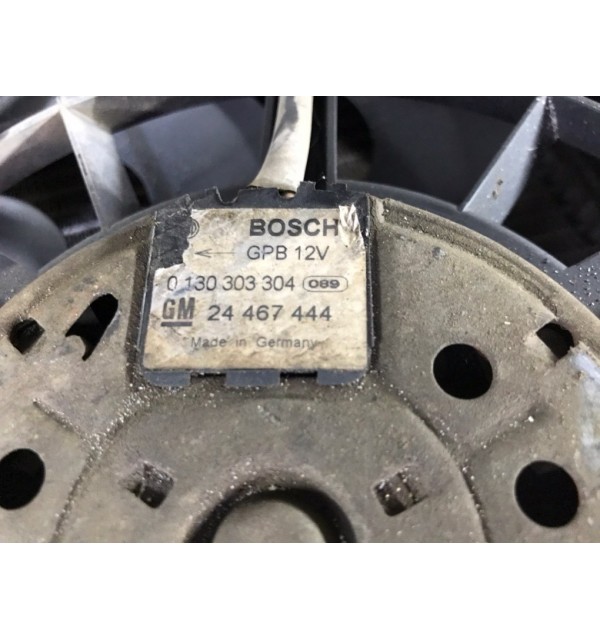 BOSCH
GPB 12V
0 130 303 304 089
GM 24 467 444
Made in Germany